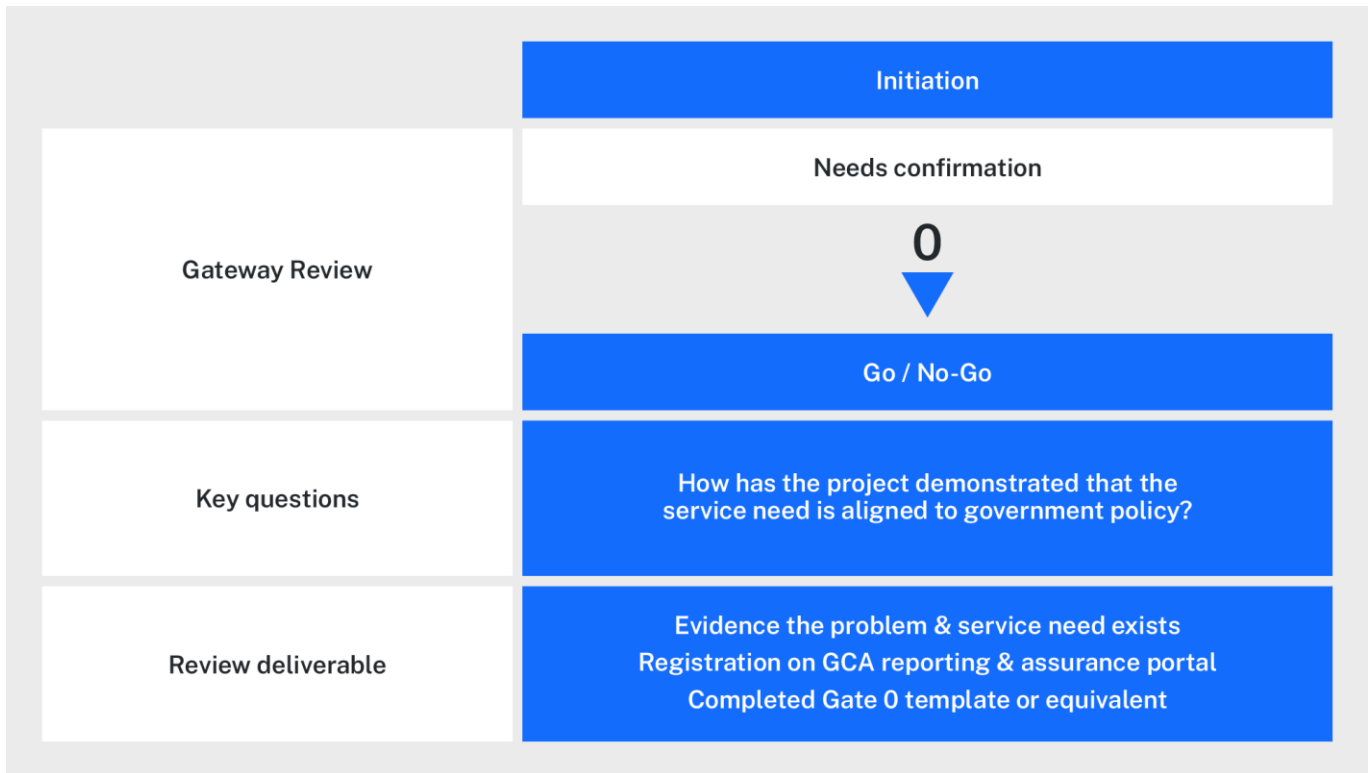 Initiation
Gateway Review
Needs confirmation
0
Go / No-Go
Key questions
How has the project demonstrated that the
service need is aligned to government policy?
Review deliverable
Evidence the problem & service need exists
Registration on GCA reporting & assurance portal
Completed Gate 0 template or equivalent